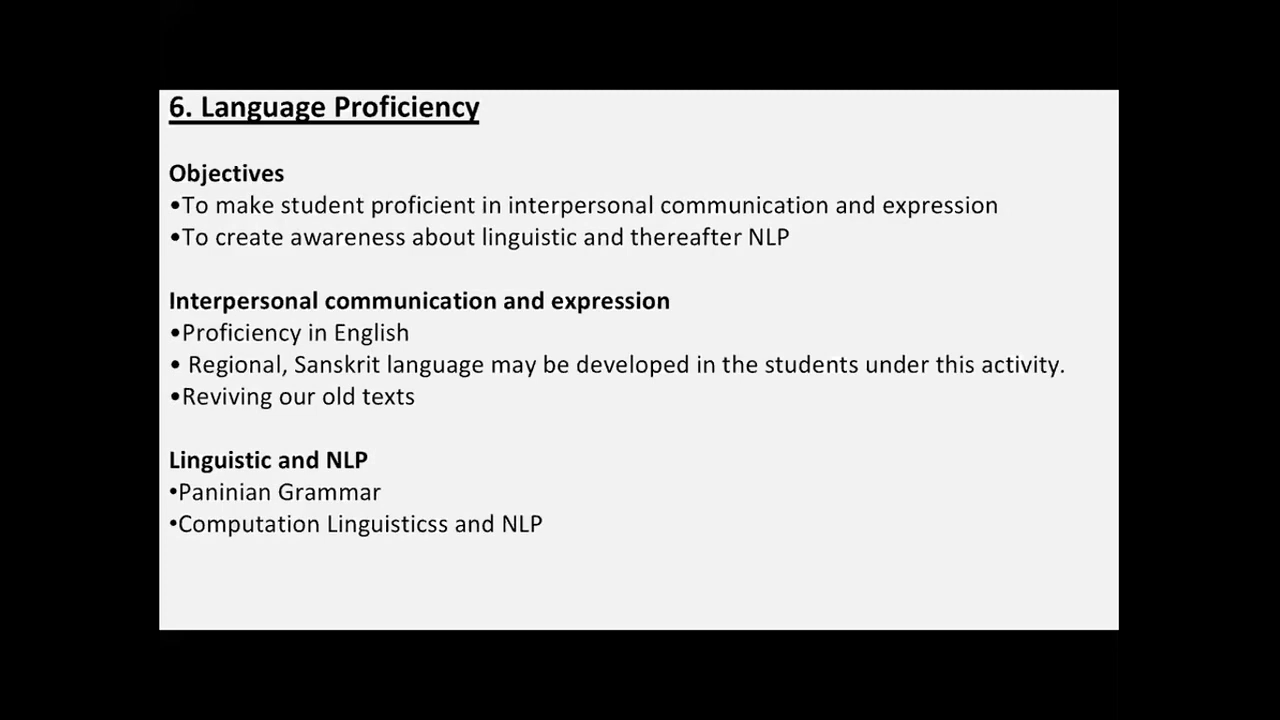 6. Language Proficiency
Objectives
•To make student proficient in interpersonal communication and expression
•To create awareness about linguistic and thereafter NLP
Interpersonal communication and expression
•Proficiency in English
• Regional, Sanskrit language may be developed in the students under this activity.
•Reviving our old texts
Linguistic and NLP
•Paninian Grammar
•Computation Linguisticss and NLP